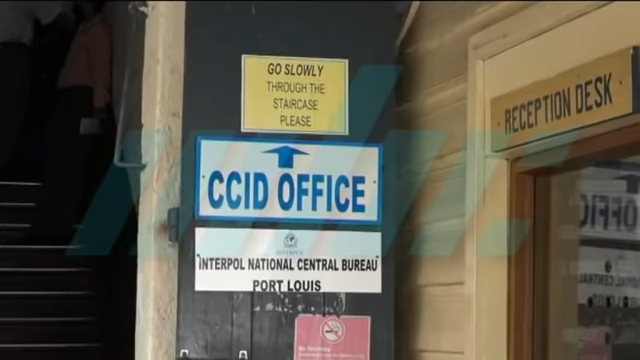 GO SLOWLY
THROUGH THE
STAIRCASE
PLEASE
CCID OFFICE
INTERPOL NATIONAL CENTRAL BUREAU
PORT LOUIS
RECEPTION DESK